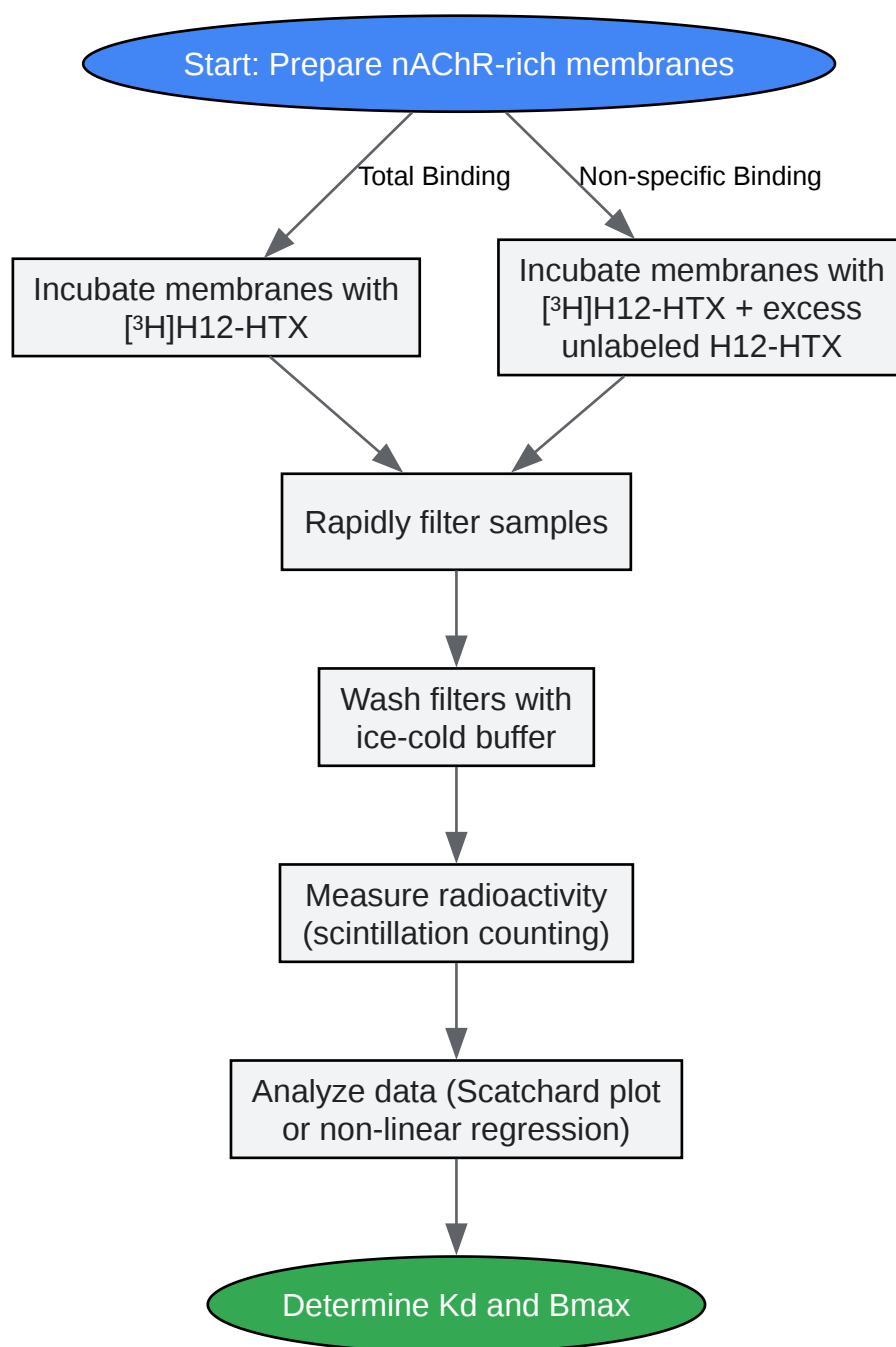 Start: Prepare nAChR-rich membranes
Total Binding
Non-specific Binding
Incubate membranes with
[³H]H12-HTX
Incubate membranes with
[³H]H12-HTX + excess
unlabeled H12-HTX
Rapidly filter samples
Wash filters with
ice-cold buffer
Measure radioactivity
(scintillation counting)
Analyze data (Scatchard plot
or non-linear regression)
Determine Kd and Bmax